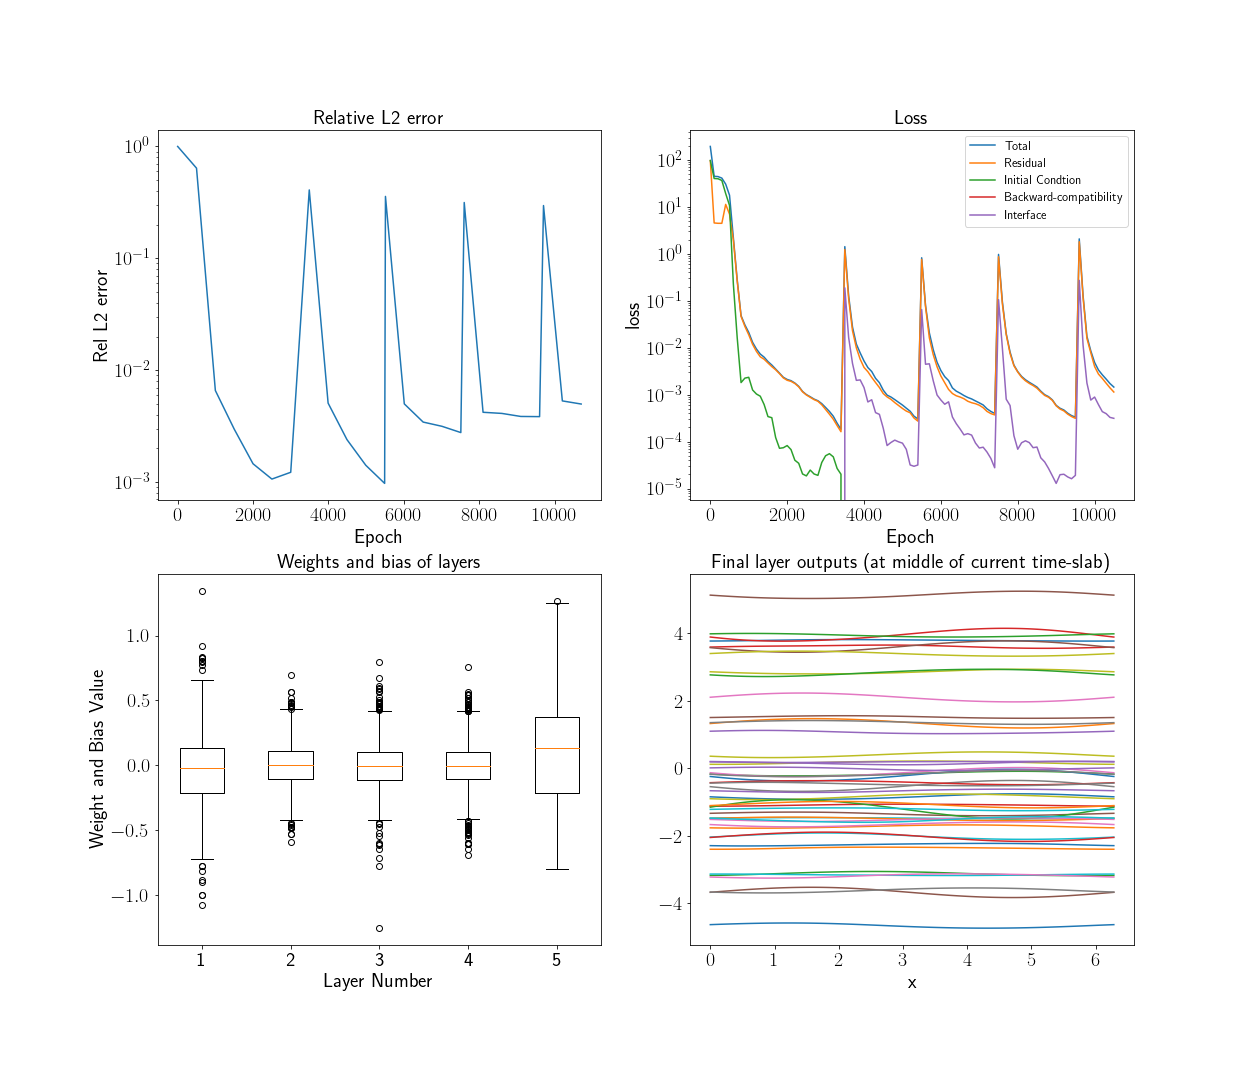 Relative L2 error
10^0
10^-1
10^-2
10^-3
Rel L2 error
0 2000 4000 6000 8000 10000
Epoch
Loss
10^2
10^1
10^0
10^-1
10^-2
10^-3
10^-4
10^-5
loss
Total
Residual
Initial Condtion
Backward-compatibility
Interface
0 2000 4000 6000 8000 10000
Epoch
Weights and bias of layers
1.0
0.5
0.0
−0.5
−1.0
Weight and Bias Value
1 2 3 4 5
Layer Number
Final layer outputs (at middle of current time-slab)
4
2
0
−2
−4
0 1 2 3 4 5 6
x